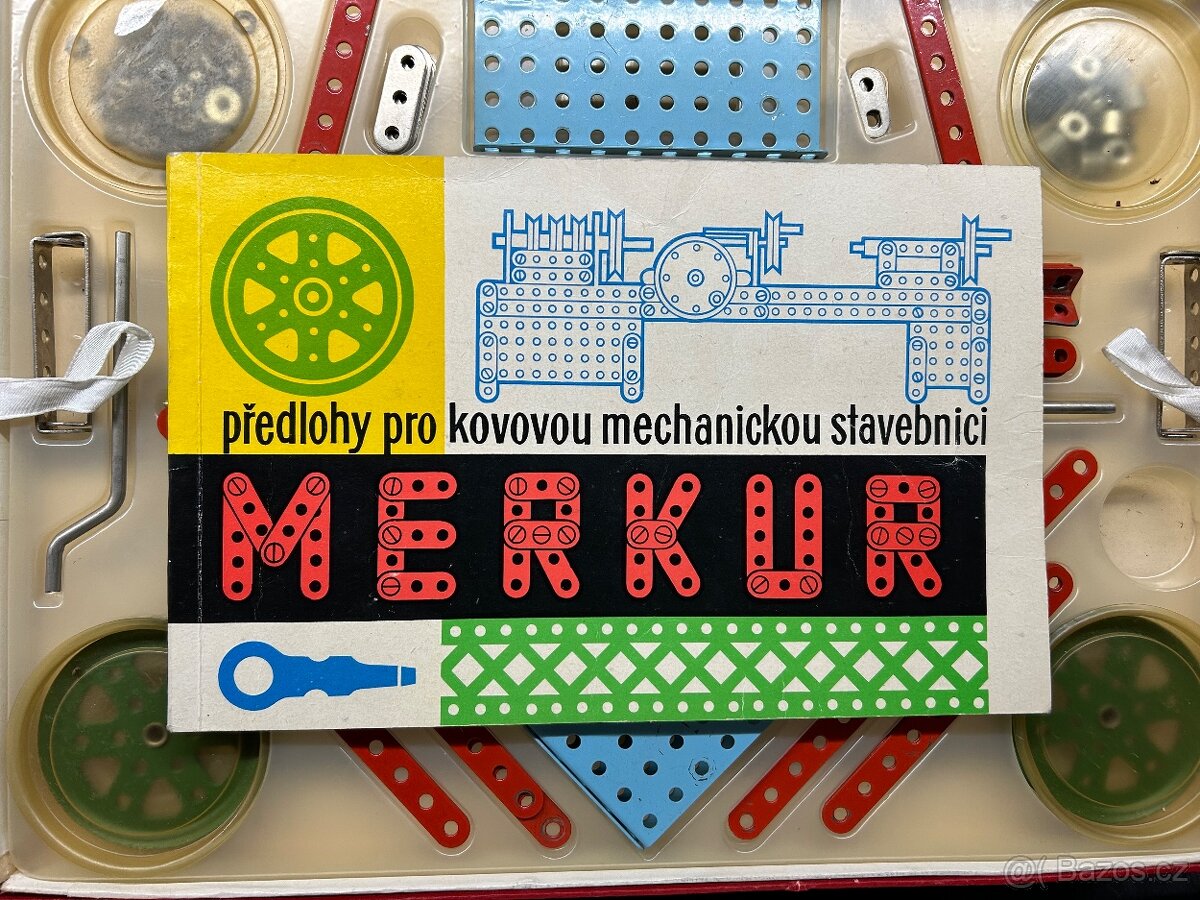 předlohy pro kovovou mechanickou stavebnici
MERKUR
@( Bazos.cz